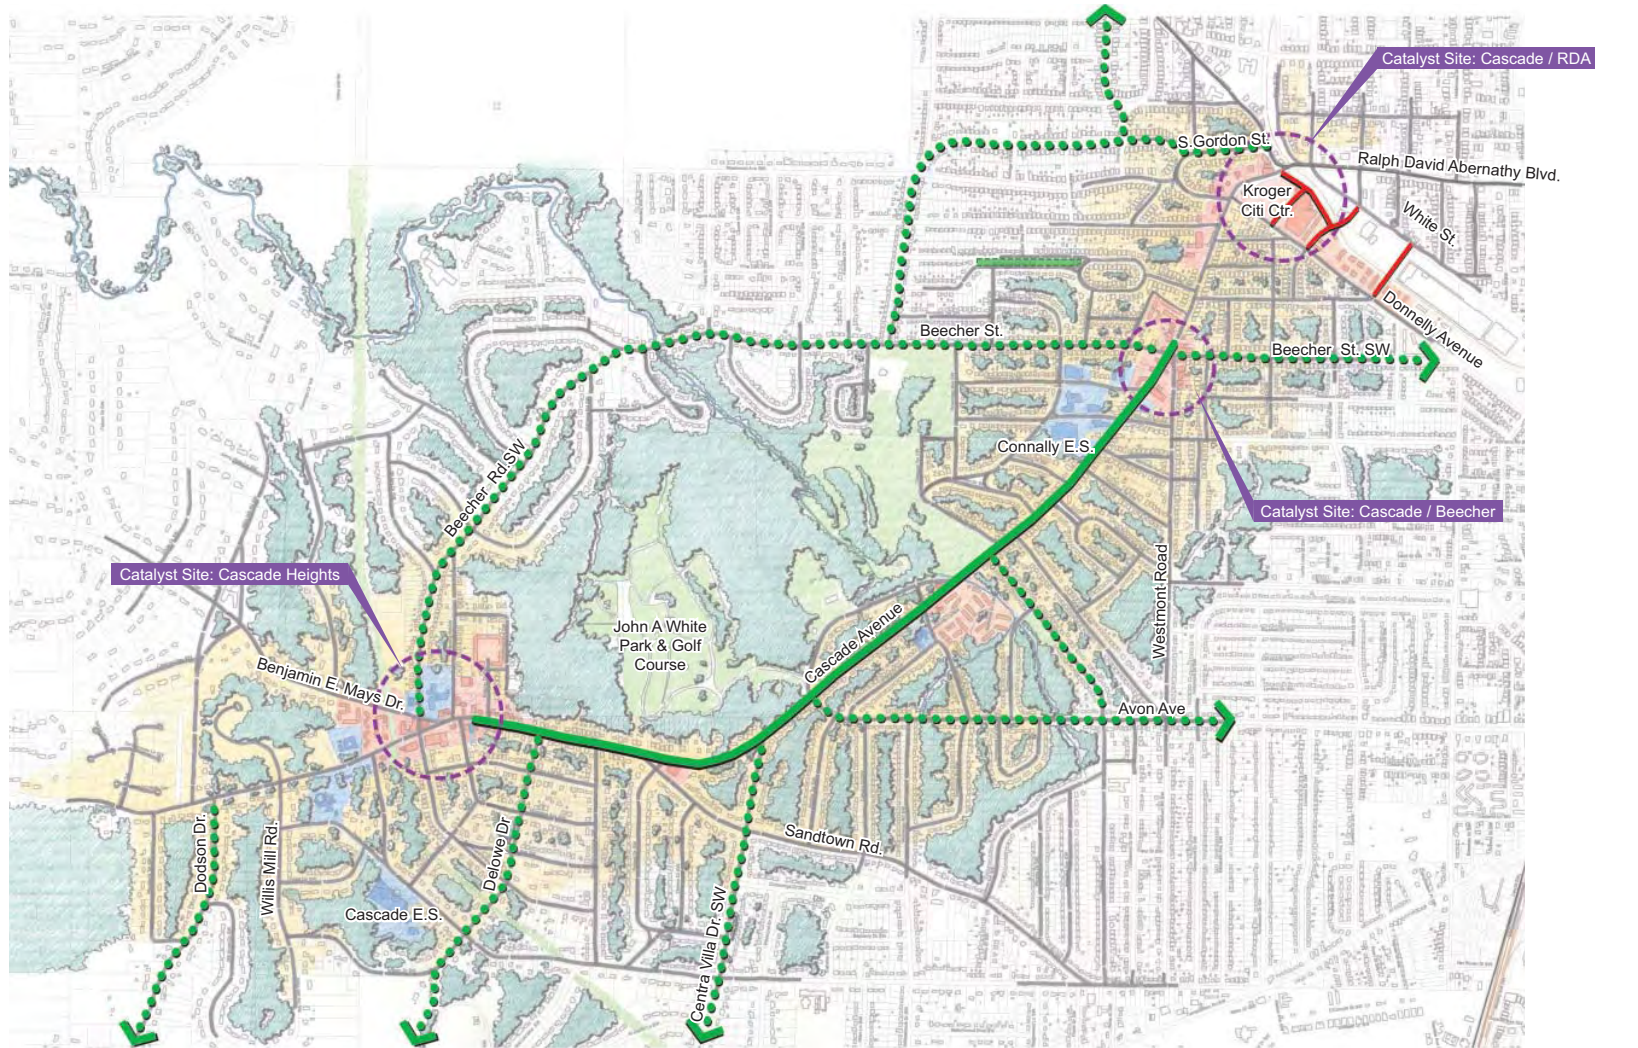 Catalyst Site: Cascade / RDA
S.Gordon St.
Ralph David Abernathy Blvd.
Kroger
Citi Ctr.
White St.
Donnelly Avenue
Beecher St.
Beecher St. SW
Connally E.S.
Beecher Rd.SW
Catalyst Site: Cascade / Beecher
Westmont Road
Catalyst Site: Cascade Heights
John A White
Park & Golf
Course
Cascade Avenue
Benjamin E. Mays Dr.
Avon Ave
Sandtown Rd.
Dodson Dr.
Willis Mill Rd.
Delowe Dr
Cascade E.S.
Centra Villa Dr. SW